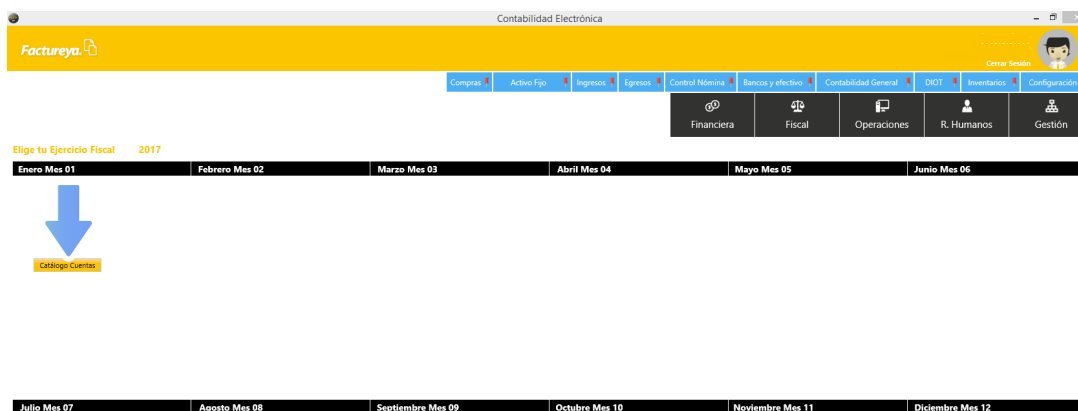 Contabilidad Electrónica
Factureya.
Cerrar Sesión
Compras Activo Fijo Ingresos Egresos Control Nómina Bancos y efectivo Contabilidad General DIOT Inventarios Configuración
Financiera Fiscal Operaciones R. Humanos Gestión
Elige tu Ejercicio Fiscal 2017
Enero Mes 01 Febrero Mes 02 Marzo Mes 03 Abril Mes 04 Mayo Mes 05 Junio Mes 06
Catálogo Cuentas
Julio Mes 07 Agosto Mes 08 Septiembre Mes 09 Octubre Mes 10 Noviembre Mes 11 Diciembre Mes 12